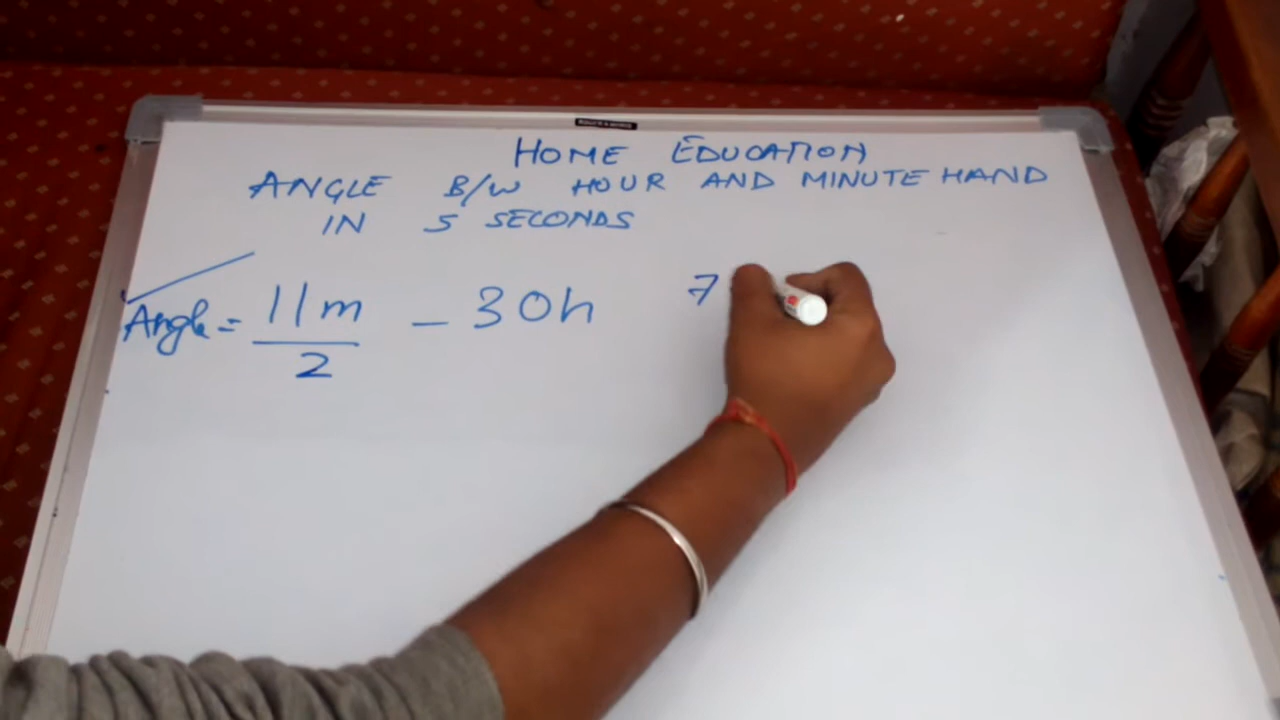 HOME EDUCATION
ANGLE B/W HOUR AND MINUTE HAND
IN 5 SECONDS
Angle = 11m/2 - 30h
7